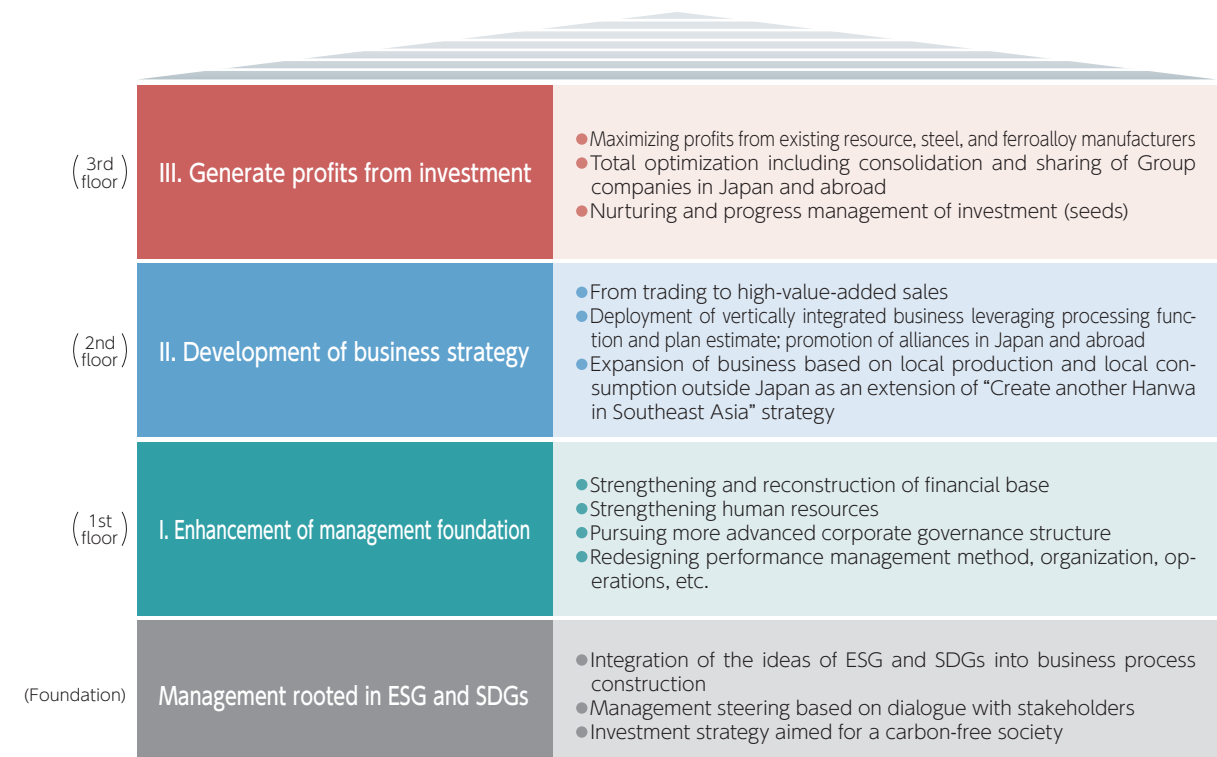 (3rd floor)
III. Generate profits from investment
●Maximizing profits from existing resource, steel, and ferroalloy manufacturers
●Total optimization including consolidation and sharing of Group
companies in Japan and abroad
●Nurturing and progress management of investment (seeds)
(2nd floor)
II. Development of business strategy
●From trading to high-value-added sales
●Deployment of vertically integrated business leveraging processing func-
tion and plan estimate; promotion of alliances in Japan and abroad
●Expansion of business based on local production and local con-
sumption outside Japan as an extension of “Create another Hanwa
in Southeast Asia” strategy
(1st floor)
I. Enhancement of management foundation
●Strengthening and reconstruction of financial base
●Strengthening human resources
●Pursuing more advanced corporate governance structure
●Redesigning performance management method, organization, op-
erations, etc.
(Foundation)
Management rooted in ESG and SDGs
●Integration of the ideas of ESG and SDGs into business process
construction
●Management steering based on dialogue with stakeholders
●Investment strategy aimed for a carbon-free society